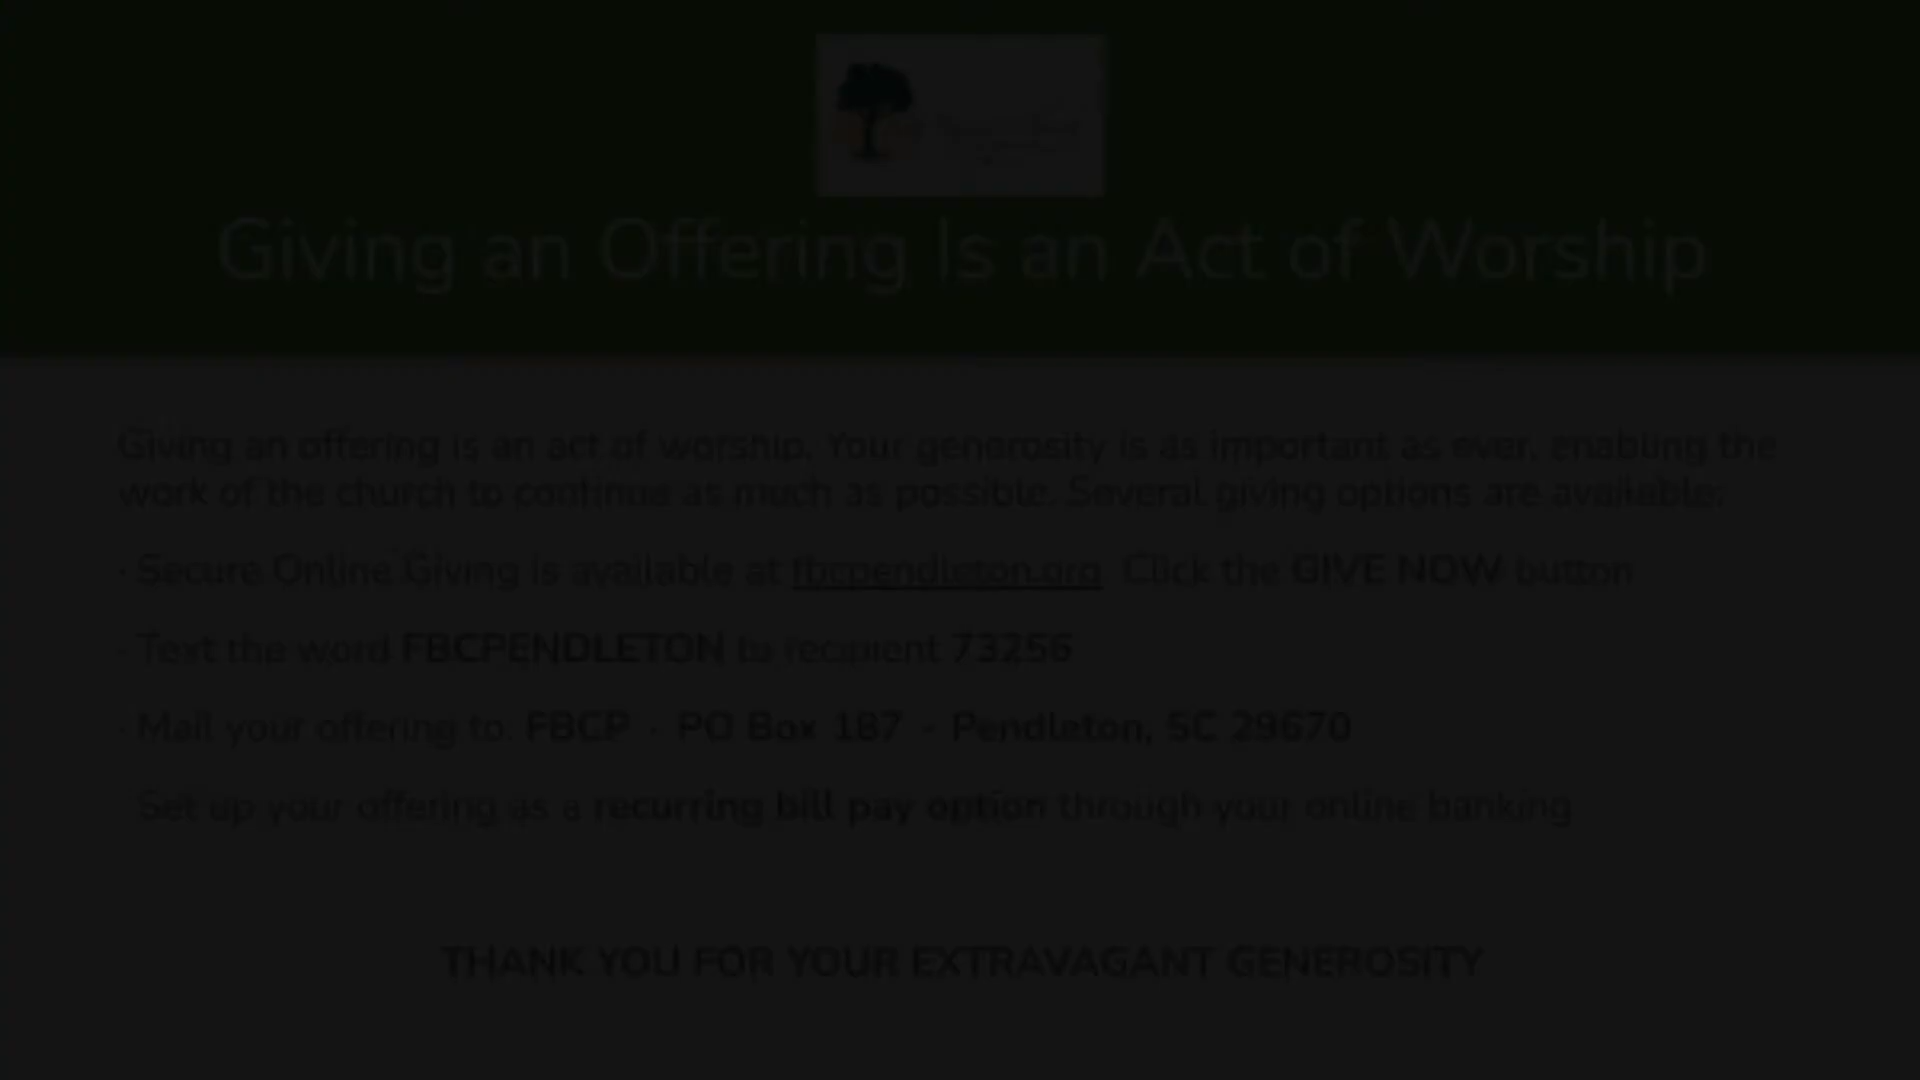 Giving an Offering Is an Act of Worship
Giving an offering is an act of worship. Your generosity is as important as ever, enabling the
work of the church to continue as much as possible. Several giving options are available:
· Secure Online Giving is available at fbcpendleton.org. Click the GIVE NOW button
· Text the word FBCPENDLETON to recipient 73256
· Mail your offering to: FBCP · PO Box 187 - Pendleton, SC 29670
Set up your offering as a recurring bill pay option through your online banking
THANK YOU FOR YOUR EXTRAVAGANT GENEROSITY